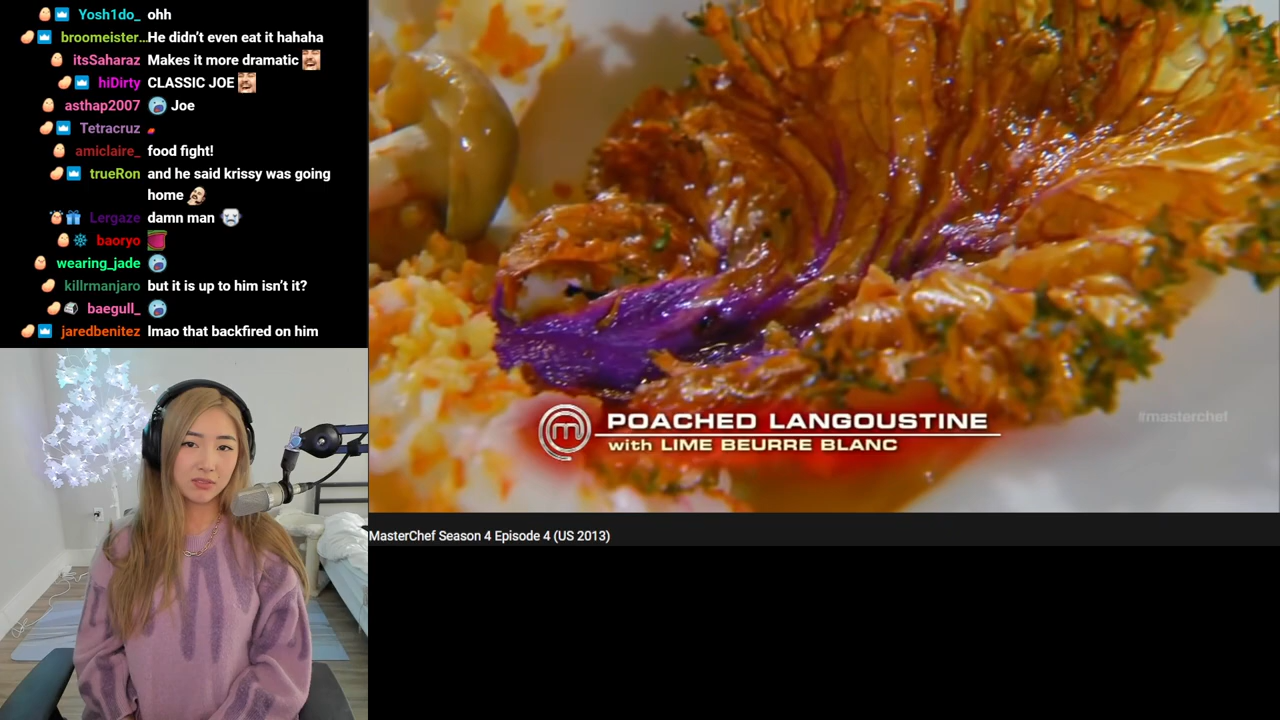 Yosh1do_ ohh
broomeister… He didn’t even eat it hahaha
itsSaharaz Makes it more dramatic
hiDirty CLASSIC JOE
asthap2007 Joe
Tetracruz
amiclaire_ food fight!
trueRon and he said krissy was going
home
Lergaze damn man
baoryo
wearing_jade
killrmanjaro but it is up to him isn’t it?
baegull_
jaredbenitez lmao that backfired on him
#masterchef
m POACHED LANGOUSTINE
with LIME BEURRE BLANC
MasterChef Season 4 Episode 4 (US 2013)